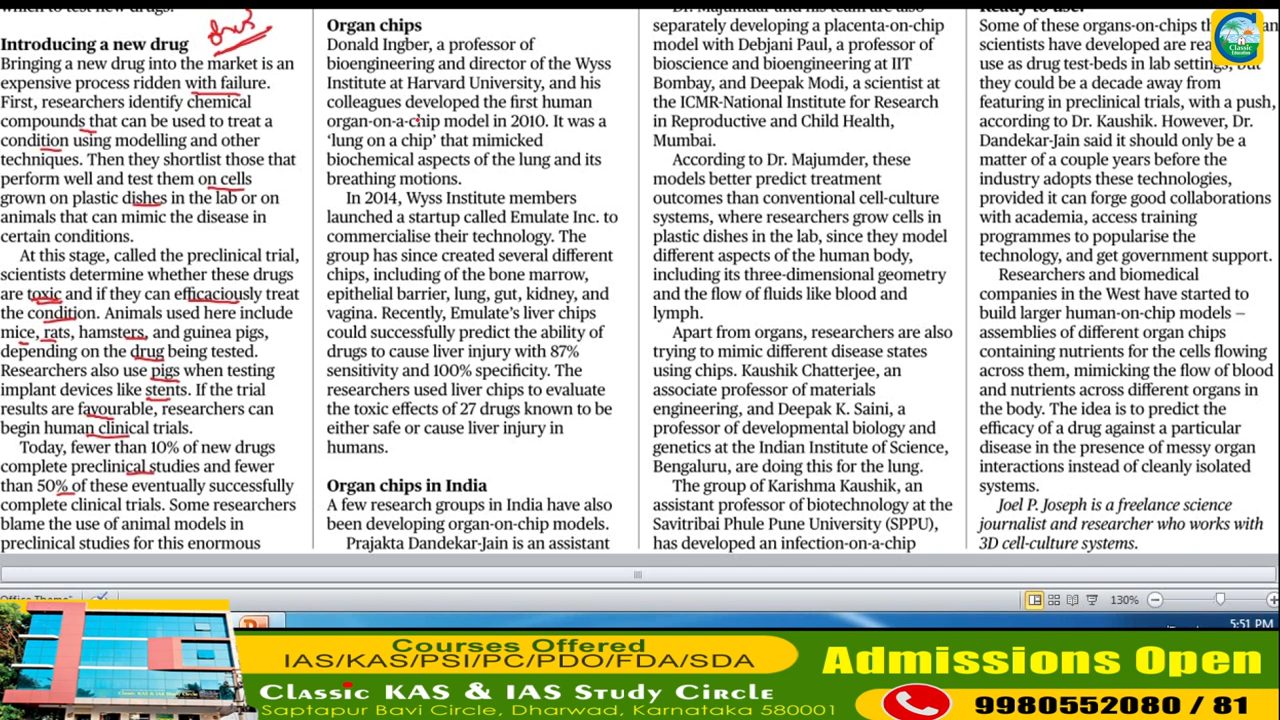 which to test new drugs.
Introducing a new drug
Bringing a new drug into the market is an
expensive process ridden with failure.
First, researchers identify chemical
compounds that can be used to treat a
condition using modelling and other
techniques. Then they shortlist those that
perform well and test them on cells
grown on plastic dishes in the lab or on
animals that can mimic the disease in
certain conditions.
At this stage, called the preclinical trial,
scientists determine whether these drugs
are toxic and if they can efficaciously treat
the condition. Animals used here include
mice, rats, hamsters, and guinea pigs,
depending on the drug being tested.
Researchers also use pigs when testing
implant devices like stents. If the trial
results are favourable, researchers can
begin human clinical trials.
Today, fewer than 10% of new drugs
complete preclinical studies and fewer
than 50% of these eventually successfully
complete clinical trials. Some researchers
blame the use of animal models in
preclinical studies for this enormous
Organ chips
Donald Ingber, a professor of
bioengineering and director of the Wyss
Institute at Harvard University, and his
colleagues developed the first human
organ-on-a-chip model in 2010. It was a
‘lung on a chip’ that mimicked
biochemical aspects of the lung and its
breathing motions.
In 2014, Wyss Institute members
launched a startup called Emulate Inc. to
commercialise their technology. The
group has since created several different
chips, including of the bone marrow,
epithelial barrier, lung, gut, kidney, and
vagina. Recently, Emulate’s liver chips
could successfully predict the ability of
drugs to cause liver injury with 87%
sensitivity and 100% specificity. The
researchers used liver chips to evaluate
the toxic effects of 27 drugs known to be
either safe or cause liver injury in
humans.
Organ chips in India
A few research groups in India have also
been developing organ-on-chip models.
Prajakta Dandekar-Jain is an assistant
Dr. Majumdar and his team are also
separately developing a placenta-on-chip
model with Debjani Paul, a professor of
bioscience and bioengineering at IIT
Bombay, and Deepak Modi, a scientist at
the ICMR-National Institute for Research
in Reproductive and Child Health,
Mumbai.
According to Dr. Majumder, these
models better predict treatment
outcomes than conventional cell-culture
systems, where researchers grow cells in
plastic dishes in the lab, since they model
different aspects of the human body,
including its three-dimensional geometry
and the flow of fluids like blood and
lymph.
Apart from organs, researchers are also
trying to mimic different disease states
using chips. Kaushik Chatterjee, an
associate professor of materials
engineering, and Deepak K. Saini, a
professor of developmental biology and
genetics at the Indian Institute of Science,
Bengaluru, are doing this for the lung.
The group of Karishma Kaushik, an
assistant professor of biotechnology at the
Savitribai Phule Pune University (SPPU),
has developed an infection-on-a-chip
Ready to use?
Some of these organs-on-chips
scientists have developed are
use as drug test-beds in lab settings, but
they could be a decade away from
featuring in preclinical trials, with a push,
according to Dr. Kaushik. However, Dr.
Dandekar-Jain said it should only be a
matter of a couple years before the
industry adopts these technologies,
provided it can forge good collaborations
with academia, access training
programmes to popularise the
technology, and get government support.
Researchers and biomedical
companies in the West have started to
build larger human-on-chip models —
assemblies of different organ chips
containing nutrients for the cells flowing
across them, mimicking the flow of blood
and nutrients across different organs in
the body. The idea is to predict the
efficacy of a drug against a particular
disease in the presence of messy organ
interactions instead of cleanly isolated
systems.
Joel P. Joseph is a freelance science
journalist and researcher who works with
3D cell-culture systems.
Classic
Education
Office Theme
130%
5:51 PM
Courses Offered
IAS/KAS/PSI/PC/PDO/FDA/SDA
Classic KAS & IAS Study Circle
Saptapur Bavi Circle, Dharwad, Karnataka 580001
Admissions Open
9980552080 / 81